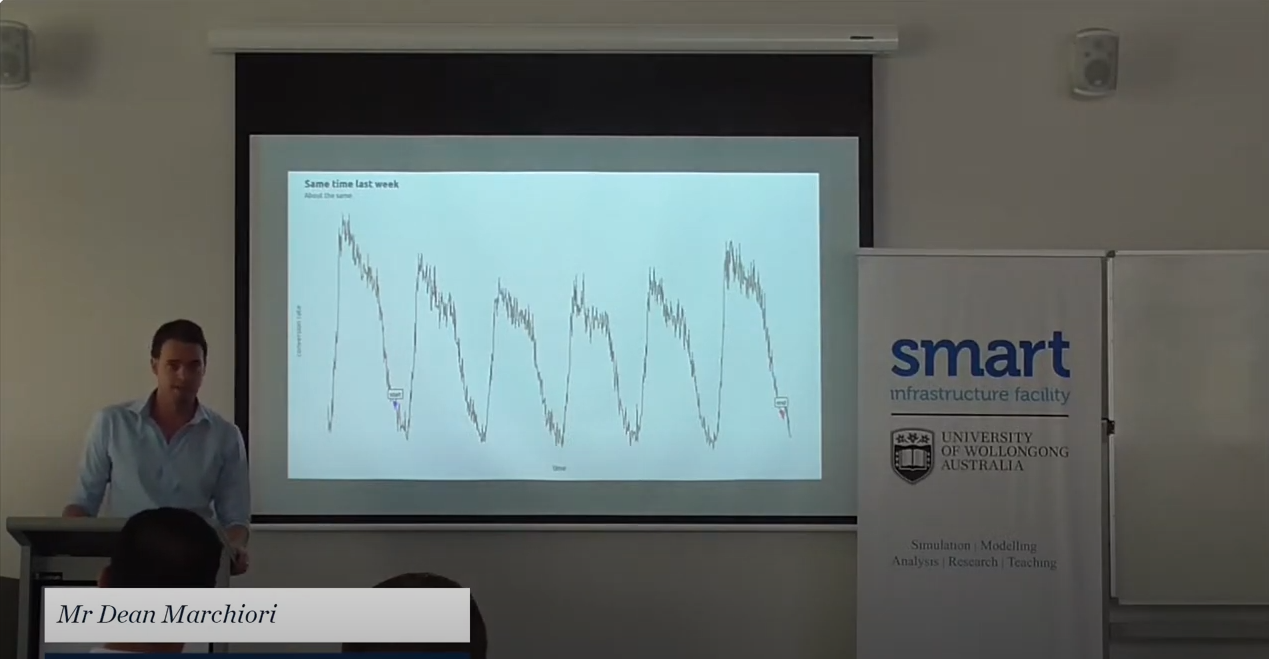 Same time last week
About the same
conversion rate
start
end
time
smart
infrastructure facility
UNIVERSITY
OF WOLLONGONG
AUSTRALIA
Simulation | Modelling
Analysis | Research | Teaching
Mr Dean Marchiori